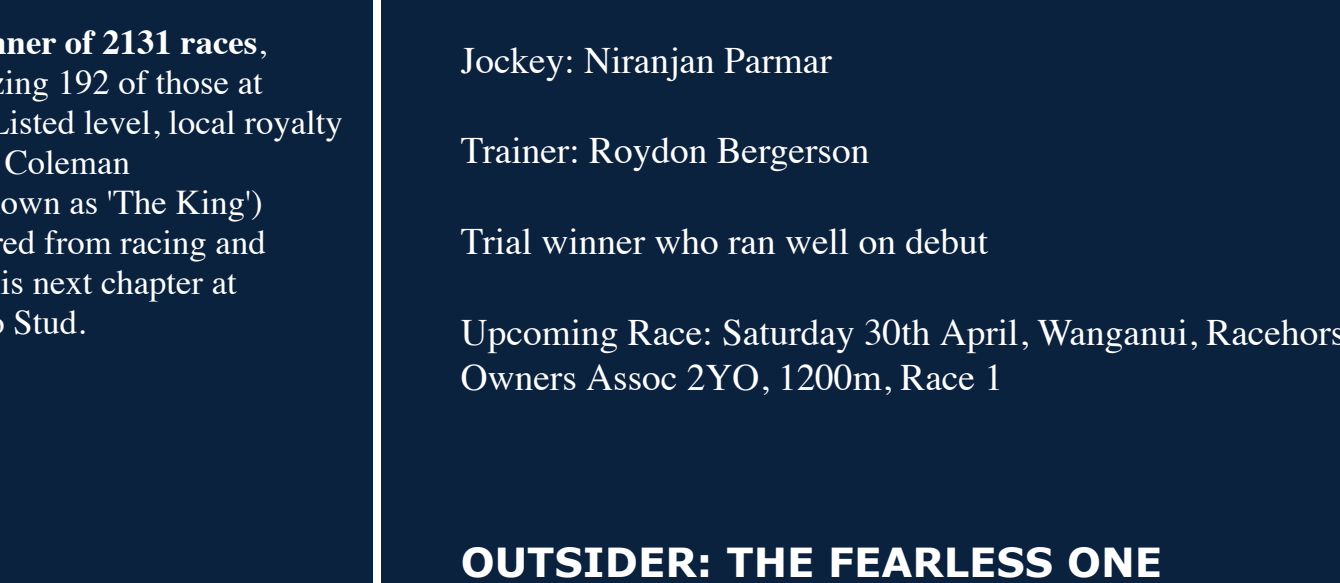 of 2131 races,
192 of those at
Listed level, local royalty
Coleman
as 'The King')
from racing and
next chapter at
Stud.
Jockey: Niranjan Parmar
Trainer: Roydon Bergerson
Trial winner who ran well on debut
Upcoming Race: Saturday 30th April, Wanganui,
Owners Assoc 2YO, 1200m, Race 1
OUTSIDER: THE FEARLESS ONE